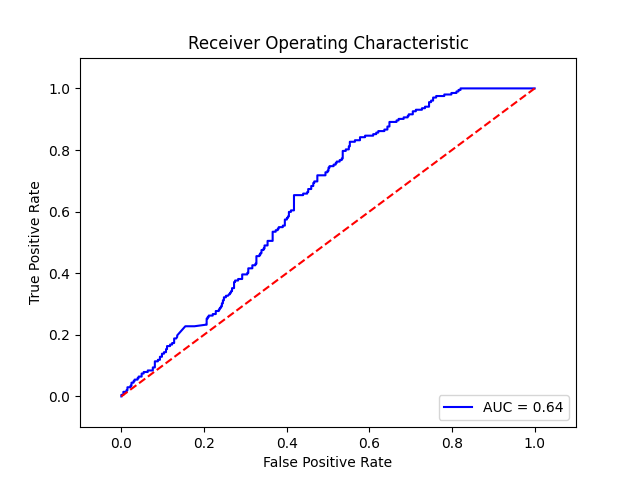 Receiver Operating Characteristic
True Positive Rate
1.0
0.8
0.6
0.4
0.2
0.0
AUC = 0.64
0.0 0.2 0.4 0.6 0.8 1.0
False Positive Rate